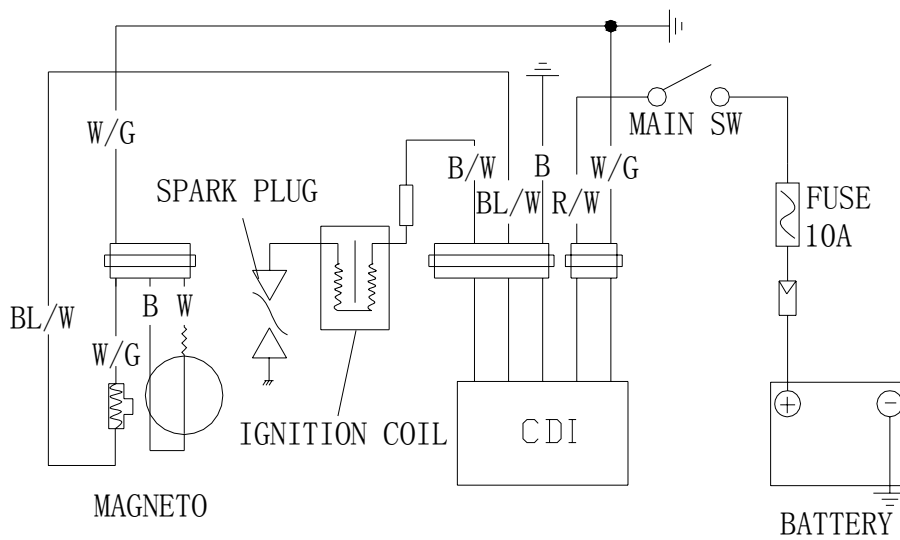 W/G
MAIN SW
B/W
B
W/G
SPARK PLUG
BL/W
R/W
FUSE
10A
BL/W
B
W
W/G
+
-
IGNITION COIL
CDI
MAGNETO
BATTERY